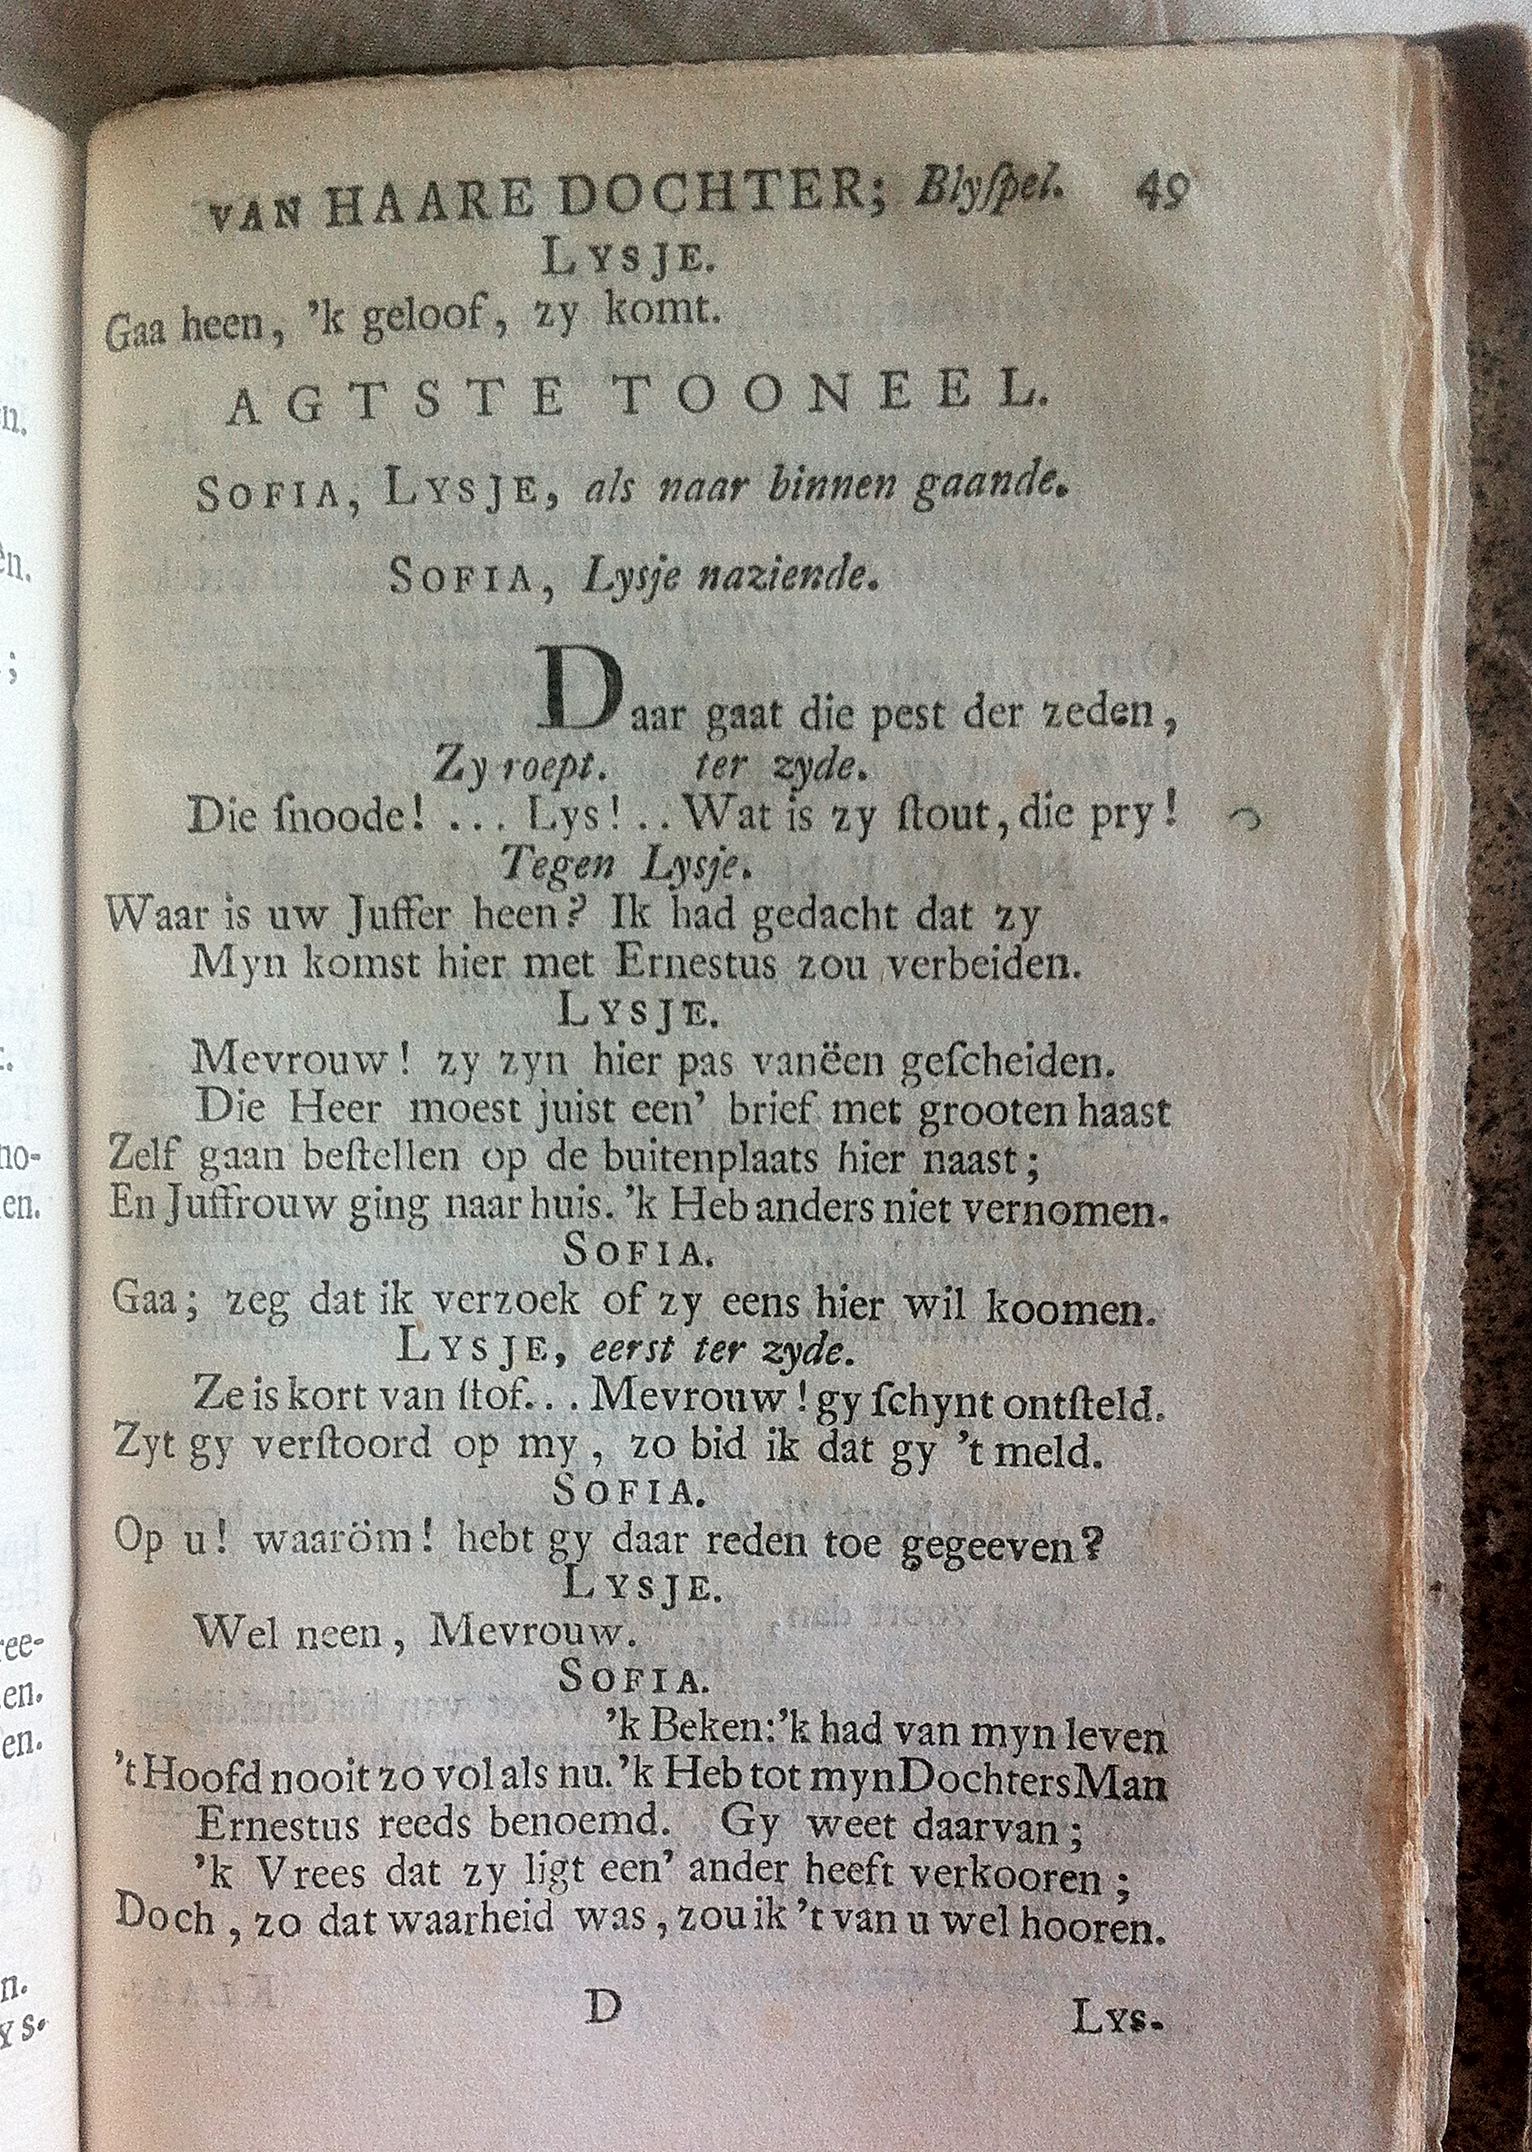 VAN HAARE DOCHTER; Blyſpel. 49
LYSJE.
Gaa heen, 'k geloof, zy komt.
AGTSTE TOONEEL.
SOFIA, LYSJE, als naar binnen gaande.
SOFIA, Lysje naziende.
Daar gaat die pest der zeden,
Zy roept. ter zyde.
Die ſnoode! ... Lys! .. Wat is zy ſtout, die pry!
Tegen Lysje.
Waar is uw Juffer heen? Ik had gedacht dat zy
Myn komst hier met Ernestus zou verbeiden.
LYSJE.
Mevrouw! zy zyn hier pas vanëen geſcheiden.
Die Heer moest juist een' brief met grooten haast
Zelf gaan beſtellen op de buitenplaats hier naast;
En Juffrouw ging naar huis. 'k Heb anders niet vernomen.
SOFIA.
Gaa; zeg dat ik verzoek of zy eens hier wil koomen.
LYSJE, eerst ter zyde.
Ze is kort van ſtof... Mevrouw! gy ſchynt ontſteld.
Zyt gy verſtoord op my, zo bid ik dat gy 't meld.
SOFIA.
Op u! waaröm! hebt gy daar reden toe gegeeven?
LYSJE.
Wel neen, Mevrouw.
SOFIA.
'k Beken: 'k had van myn leven
't Hoofd nooit zo vol als nu. 'k Heb tot myn Dochters Man
Ernestus reeds benoemd. Gy weet daarvan;
'k Vrees dat zy ligt een' ander heeft verkooren;
Doch, zo dat waarheid was, zou ik 't van u wel hooren.
D LYS.